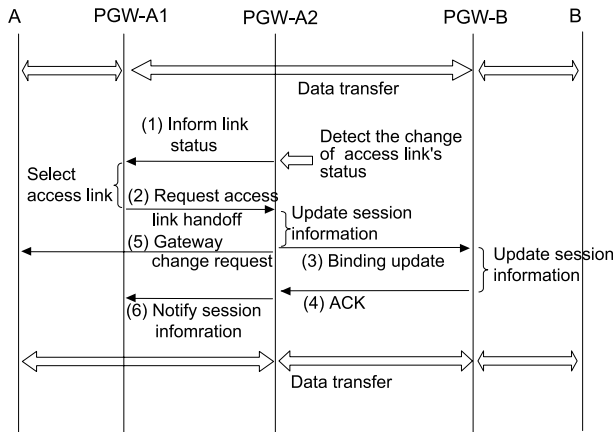 A
PGW-A1
PGW-A2
PGW-B
B
Data transfer
(1) Inform link
status
Detect the change
of access link's
status
Select
access link
(2) Request access
link handoff
Update session
information
(5) Gateway
change request
(3) Binding update
Update session
information
(4) ACK
(6) Notify session
infomration
Data transfer